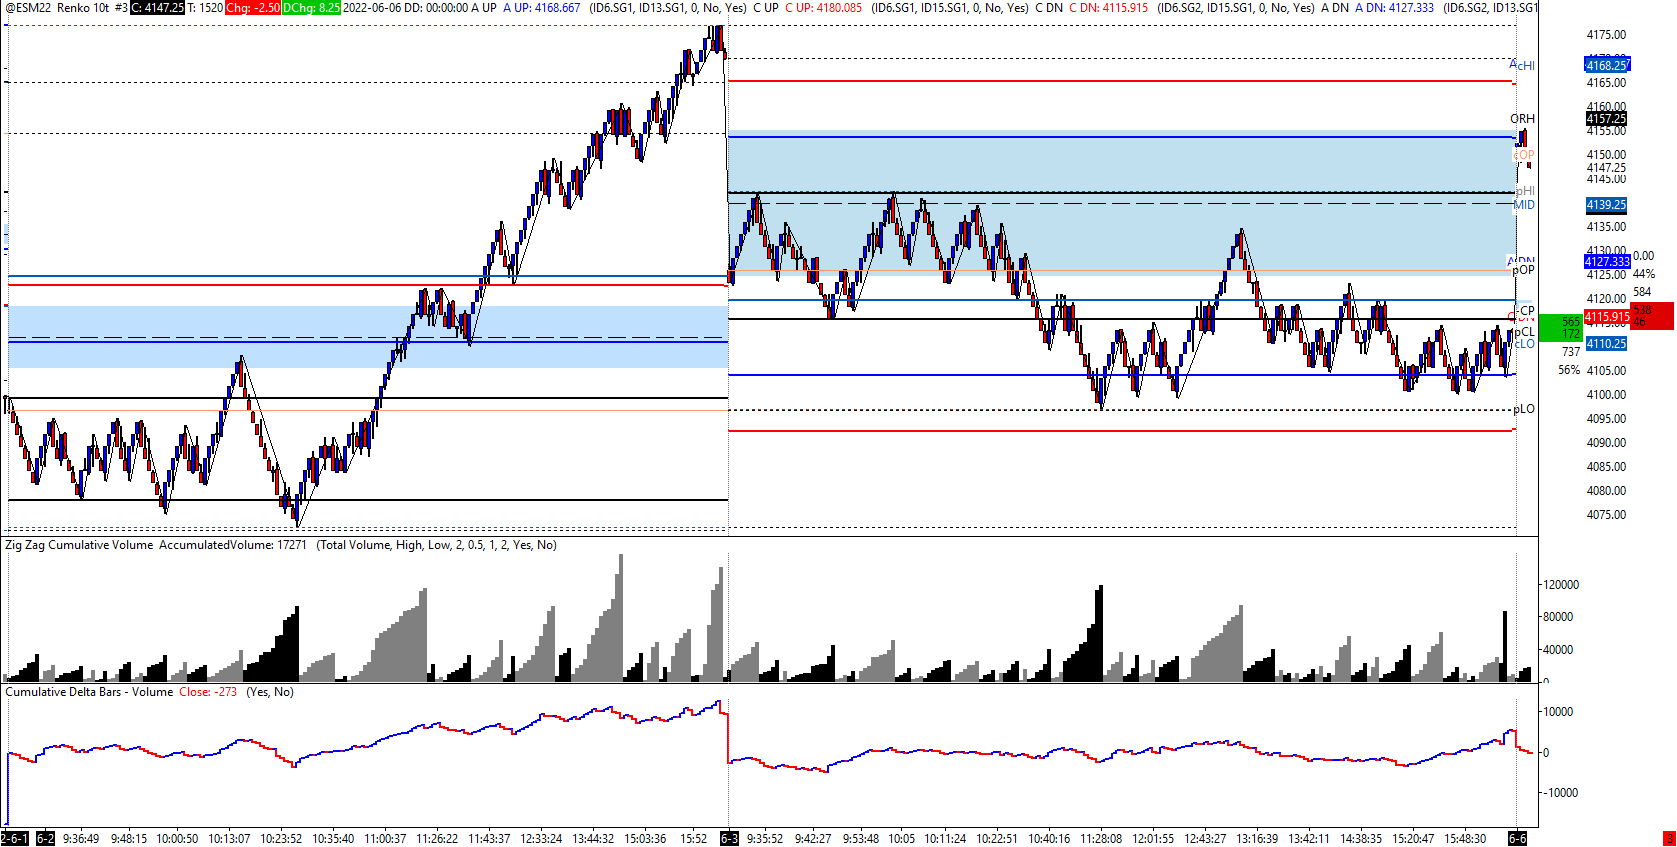 @ESM22 Renko 10t #3 C: 4147.25 T: 1520 Chg: -2.50 DChg: 8.25 2022-06-06 DD: 00:00:00 A UP A UP: 4168.667 (ID6.SG1, ID13.SG1, 0, No, Yes) C UP C UP: 4180.085 (ID6.SG1, ID15.SG1, 0, No, Yes) C DN C DN: 4115.915 (ID6.SG2, ID15.SG1, 0, No, Yes) A DN A DN: 4127.333 (ID6.SG2, ID13.SG1
4175.00
cHI 4168.25
4165.00
4160.00
ORH 4157.25
4155.00
cOP 4150.00
4147.25
4145.00
pHI
MID 4139.25
4135.00
4130.00 0.00
A DN 4127.333
pOP 4125.00 44%
584
4120.00
CP 538
4115.915 46
565
172
pCL
cLO 4110.25
737
56% 4105.00
4100.00
pLO
4095.00
4090.00
4085.00
4080.00
4075.00
Zig Zag Cumulative Volume AccumulatedVolume: 17271 (Total Volume, High, Low, 2, 0.5, 1, 2, Yes, No)
120000
80000
40000
0
Cumulative Delta Bars - Volume Close: -273 (Yes, No)
10000
0
-10000
2-6-1 6-2 9:36:49 9:48:15 10:00:50 10:13:07 10:23:52 10:35:40 11:00:37 11:26:22 11:43:37 12:33:24 13:44:32 15:03:36 15:52 6-3 9:35:52 9:42:27 9:53:48 10:05 10:11:24 10:22:51 10:40:16 11:28:08 12:01:55 12:43:27 13:16:39 13:42:11 14:38:35 15:20:47 15:48:30 6-6 3